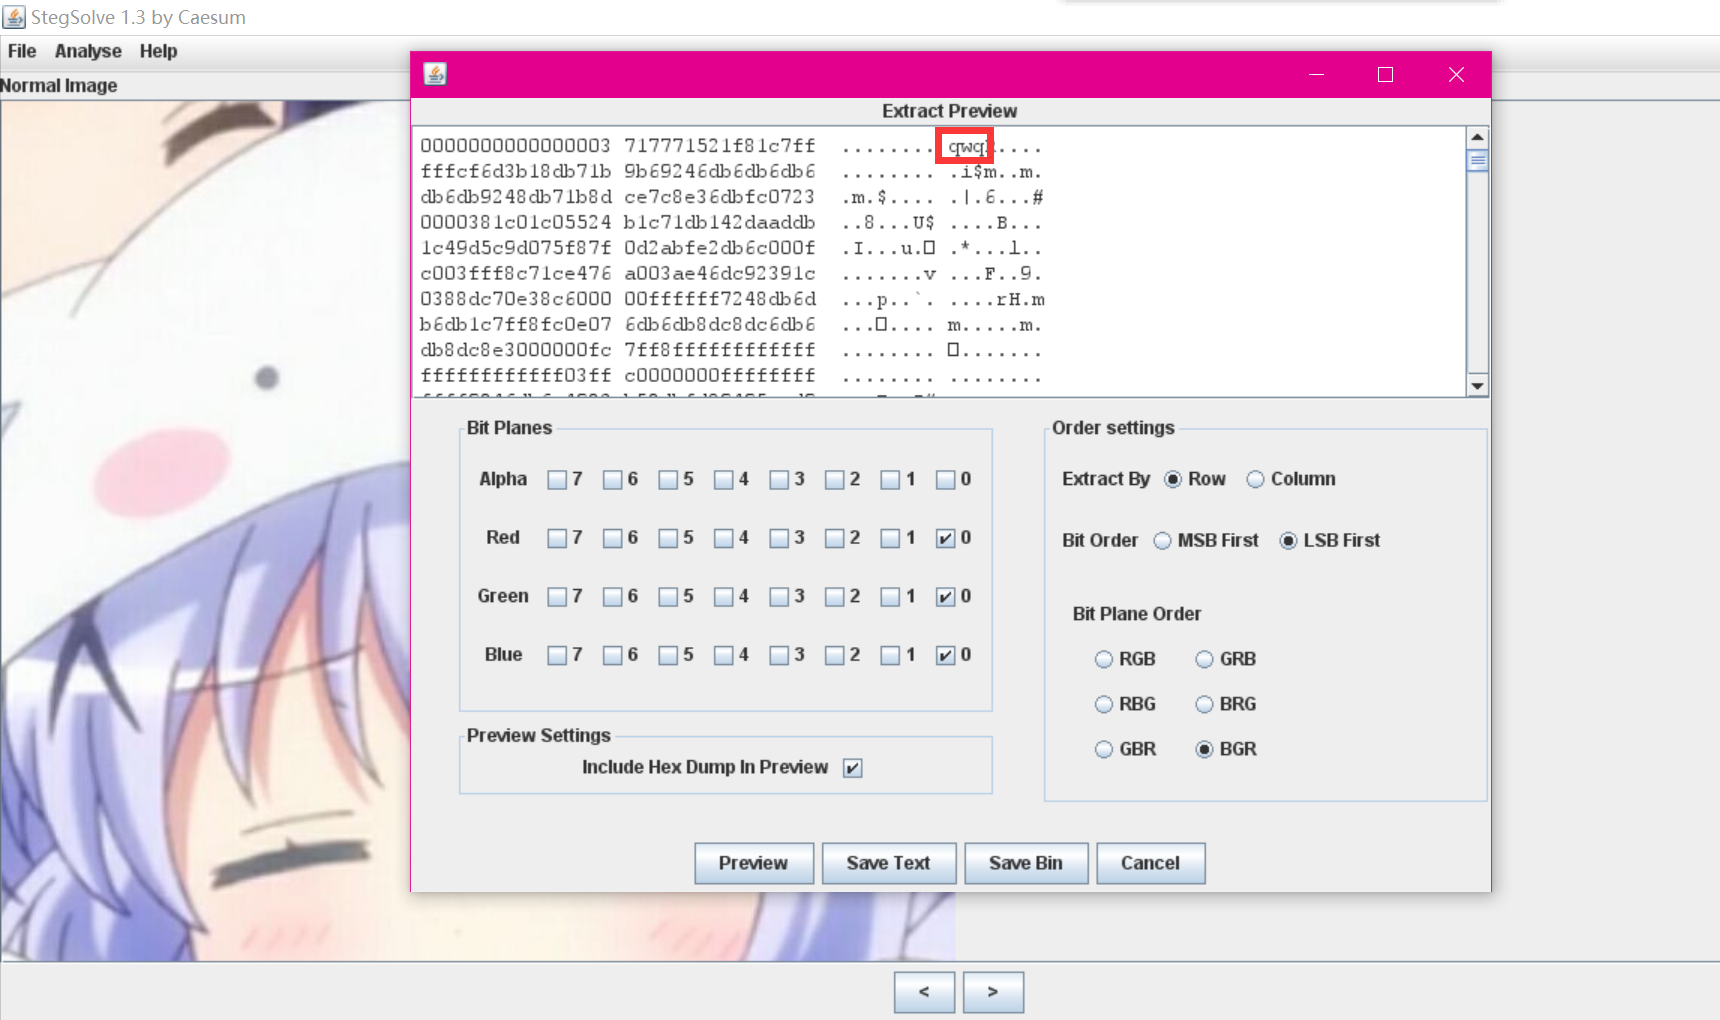 StegSolve 1.3 by Caesum
File Analyse Help
Normal Image
Extract Preview
0000000000000003 717771521f81c7ff ........ qwq.....
fffcf6d3b18db71b 9b69246db6db6db6 ........ .i$m..m.
db6db9248db71b8d ce7c8e36dbfc0723 .m.$.... .|.6...#
0000381c01c05524 b1c71db142daaddb ..8...U$ ....B...
1c49d5c9d075f87f 0d2abfe2db6c000f .I...u.□ .*...l..
c003fff8c71ce476 a003ae46dc92391c .......v ...F..9.
0388dc70e38c6000 00ffffff7248db6d ...p..`. ....rH.m
b6db1c7ff8fc0e07 6db6db8dc8dc6db6 ...□.... m.....m.
db8dc8e3000000fc 7ff8ffffffffffff ........ □.......
ffffffffffff03ff c0000000ffffffff ........ ........
Bit Planes
Alpha 7 6 5 4 3 2 1 0
Red 7 6 5 4 3 2 1 0
Green 7 6 5 4 3 2 1 0
Blue 7 6 5 4 3 2 1 0
Preview Settings
Include Hex Dump In Preview
Order settings
Extract By Row Column
Bit Order MSB First LSB First
Bit Plane Order
RGB GRB
RBG BRG
GBR BGR
Preview Save Text Save Bin Cancel
< >